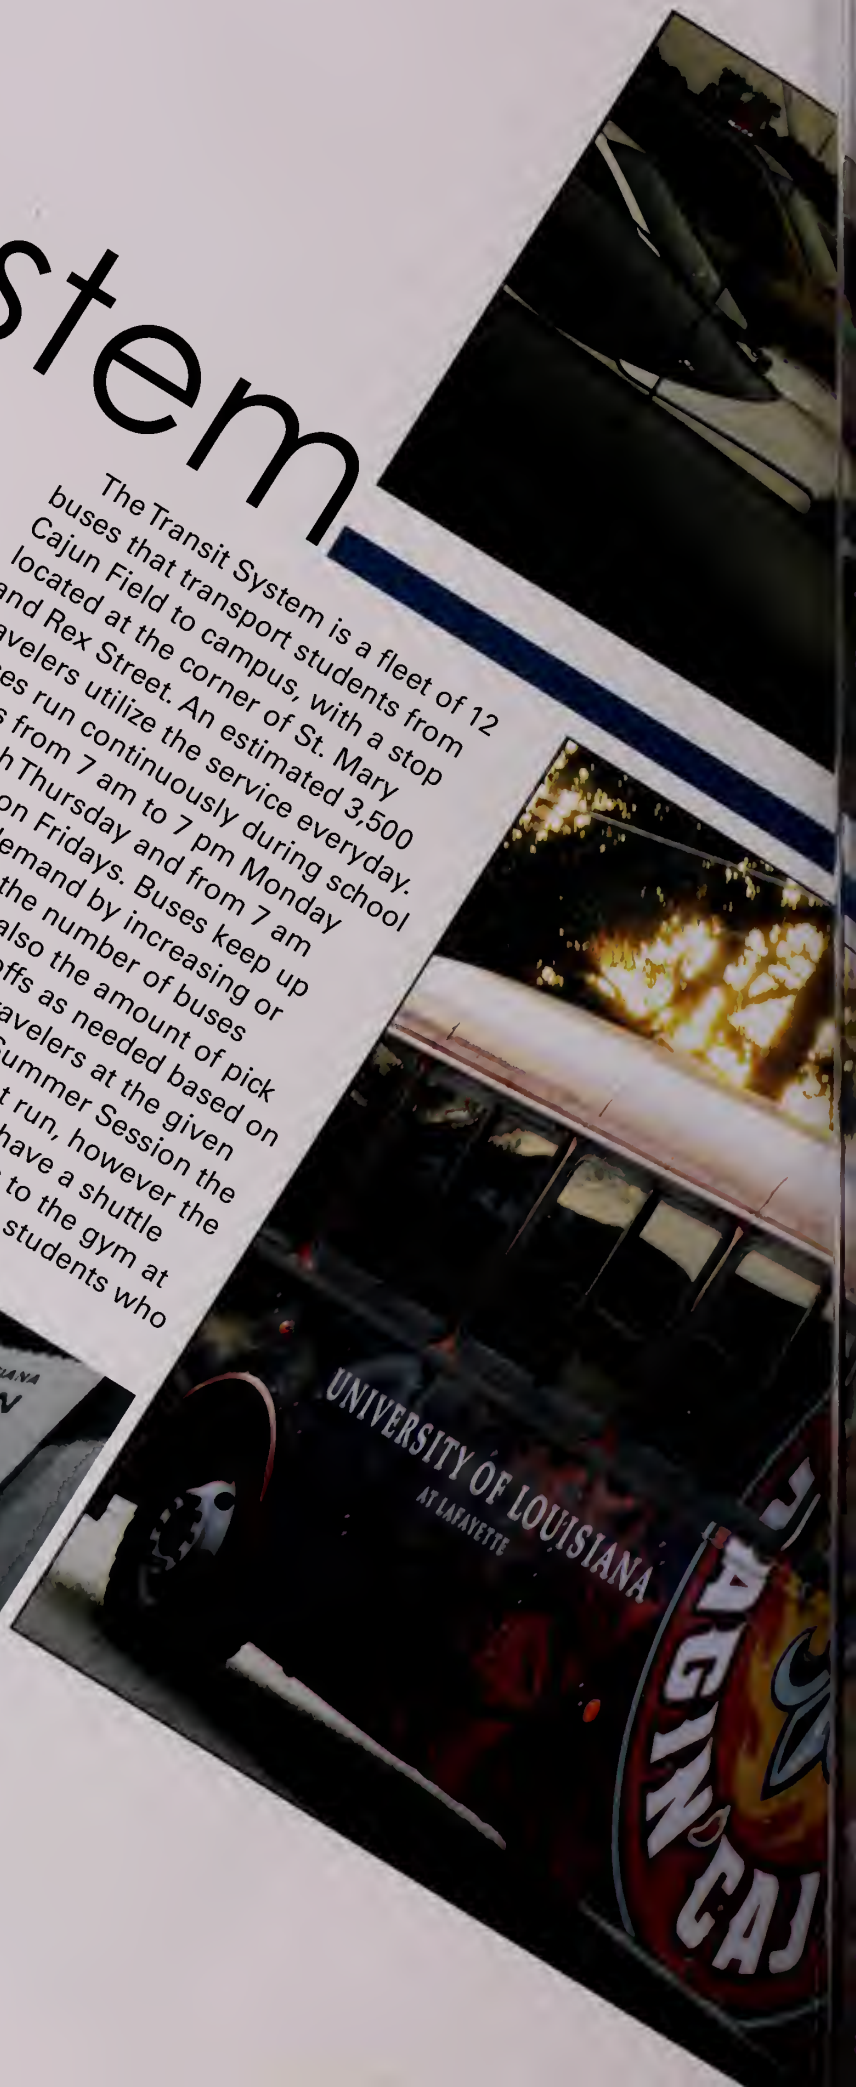 stem
The Transit System is a fleet of 12
buses that transport students from
Cajun Field to campus, with a stop
located at the corner of St. Mary
and Rex Street. An estimated 3,500
avelers utilize the service everyday.
es run continuously during school
s from 7 am to 7 pm Monday
h Thursday and from 7 am
on Fridays. Buses keep up
emand by increasing or
the number of buses
also the amount of pick
offs as needed based on
avelers at the given
Summer Session the
t run, however the
have a shuttle
to the gym at
students who
IANA
N
UNIVERSITY OF LOUISIANA
AT LAFAYETTE
AGIN' CAJ